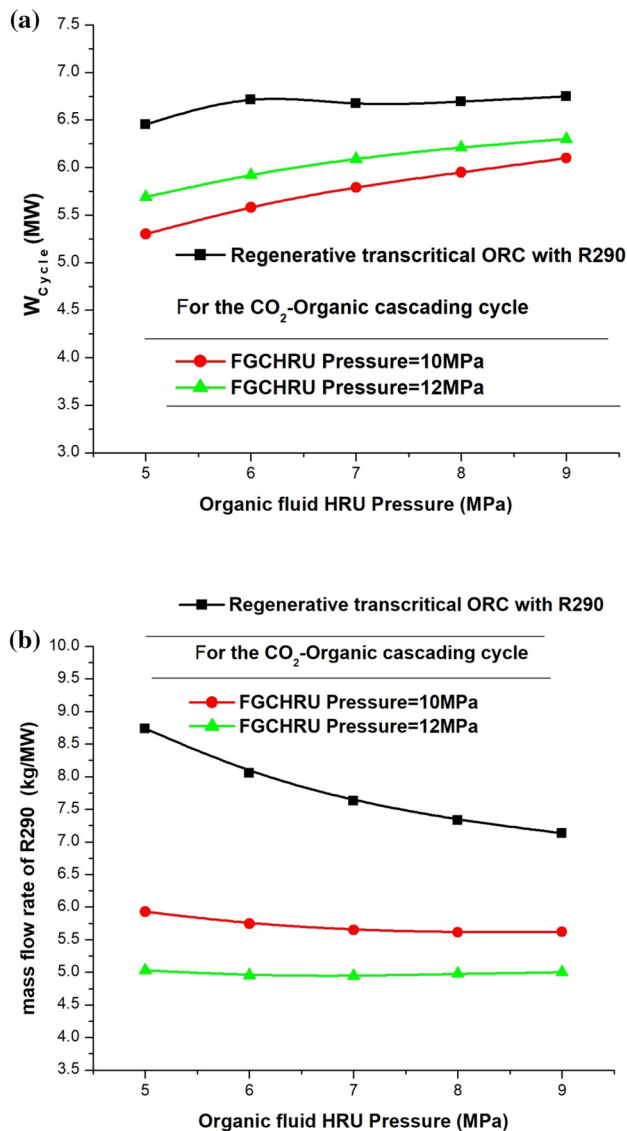 (a)
7.5
7.0
6.5
6.0
5.5
5.0
4.5
4.0
3.5
3.0
W_Cycle (MW)
Regenerative transcritical ORC with R290
For the CO₂-Organic cascading cycle
FGCHRU Pressure=10MPa
FGCHRU Pressure=12MPa
5 6 7 8 9
Organic fluid HRU Pressure (MPa)
Regenerative transcritical ORC with R290
(b)
For the CO₂-Organic cascading cycle
FGCHRU Pressure=10MPa
FGCHRU Pressure=12MPa
10.0
9.5
9.0
8.5
8.0
7.5
7.0
6.5
6.0
5.5
5.0
4.5
4.0
3.5
mass flow rate of R290 (kg/MW)
5 6 7 8 9
Organic fluid HRU Pressure (MPa)